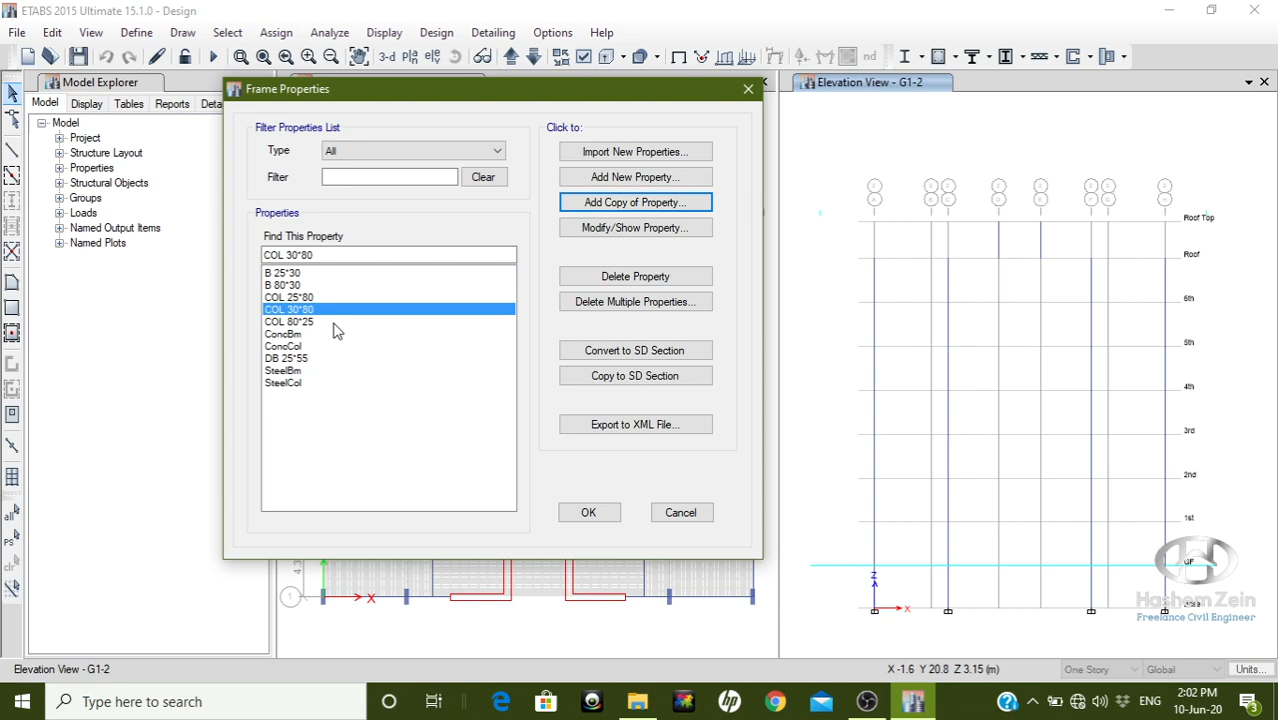 ETABS 2015 Ultimate 15.1.0 - Design
File Edit View Define Draw Select Assign Analyze Display Design Detailing Options Help
3-d
nd
Model Explorer
Elevation View - G1-2
Model Display Tables Reports
Model
Project
Structure Layout
Properties
Structural Objects
Groups
Loads
Named Output Items
Named Plots
all
PS
clr
Frame Properties
Filter Properties List
Type All
Filter Clear
Properties
Find This Property
COL 30*80
B 25*30
B 80*30
COL 25*80
COL 30*80
COL 80*25
ConcBm
ConcCol
DB 25*55
SteelBm
SteelCol
Click to:
Import New Properties...
Add New Property...
Add Copy of Property...
Modify/Show Property...
Delete Property
Delete Multiple Properties...
Convert to SD Section
Copy to SD Section
Export to XML File...
OK Cancel
1
X
Roof Top
Roof
6th
5th
4th
3rd
2nd
1st
GF
Z
X
Hashem Zein
Freelance Civil Engineer
Elevation View - G1-2
X -1.6 Y 20.8 Z 3.15 (m)
One Story Global Units...
Type here to search
ENG
2:02 PM
10-Jun-20
3